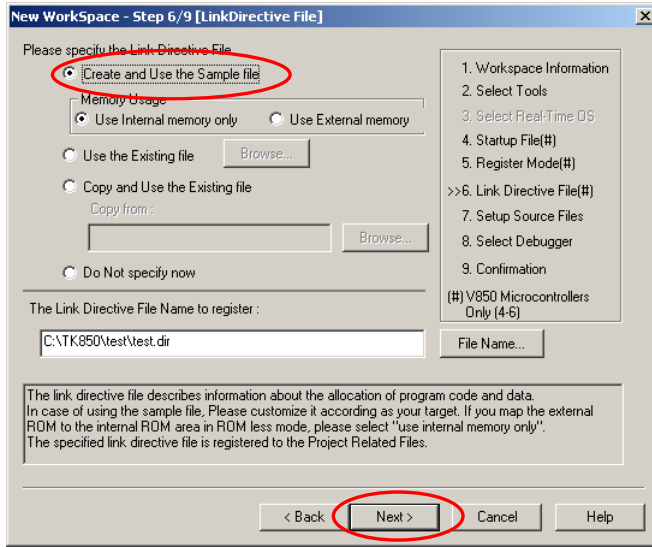 New WorkSpace - Step 6/9 [LinkDirective File]
Please specify the Link Directive File
Create and Use the Sample file
Memory Usage
Use Internal memory only
Use External memory
Use the Existing file
Browse...
Copy and Use the Existing file
Copy from :
Browse...
Do Not specify now
1. Workspace Information
2. Select Tools
3. Select Real-Time OS
4. Startup File(#)
5. Register Mode(#)
>>6. Link Directive File(#)
7. Setup Source Files
8. Select Debugger
9. Confirmation
(#) V850 Microcontrollers
Only (4-6)
The Link Directive File Name to register :
C:\TK850\test\test.dir
File Name...
The link directive file describes information about the allocation of program code and data.
In case of using the sample file, Please customize it according as your target. If you map the external
ROM to the internal ROM area in ROM less mode, please select "use internal memory only".
The specified link directive file is registered to the Project Related Files.
< Back
Next >
Cancel
Help